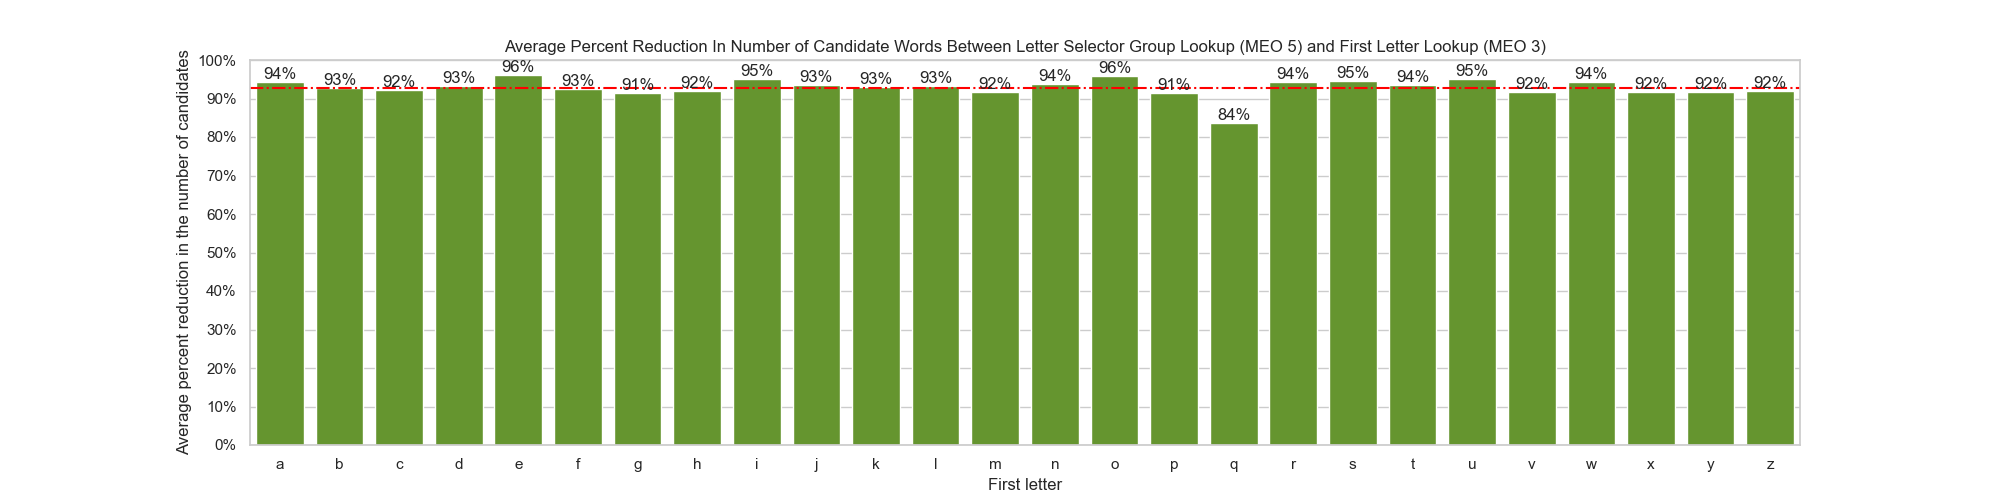 Average Percent Reduction In Number of Candidate Words Between Letter Selector Group Lookup (MEO 5) and First Letter Lookup (MEO 3)
Average percent reduction in the number of candidates
100%
90%
80%
70%
60%
50%
40%
30%
20%
10%
0%
94% 93% 92% 93% 96% 93% 91% 92% 95% 93% 93% 93% 92% 94% 96% 91% 84% 94% 95% 94% 95% 92% 94% 92% 92% 92%
a b c d e f g h i j k l m n o p q r s t u v w x y z
First letter